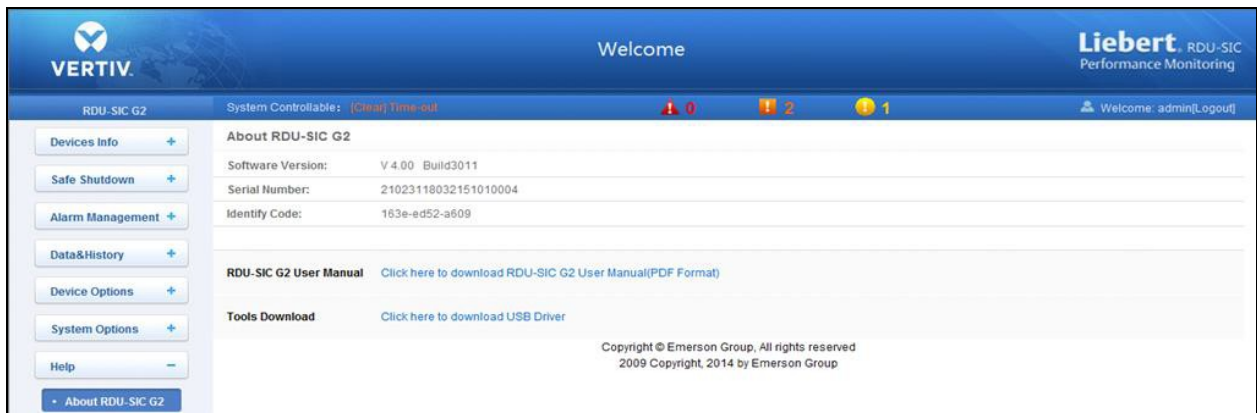 VERTIV.
Welcome
Liebert. RDU-SIC
Performance Monitoring
RDU-SIC G2
System Controllable: [Clear] Time-out
0
2
1
Welcome: admin[Logout]
Devices Info +
Safe Shutdown +
Alarm Management +
Data&History +
Device Options +
System Options +
Help −
• About RDU-SIC G2
About RDU-SIC G2
Software Version: V 4.00 Build3011
Serial Number: 21023118032151010004
Identify Code: 163e-ed52-a609
RDU-SIC G2 User Manual Click here to download RDU-SIC G2 User Manual(PDF Format)
Tools Download Click here to download USB Driver
Copyright © Emerson Group, All rights reserved
2009 Copyright, 2014 by Emerson Group